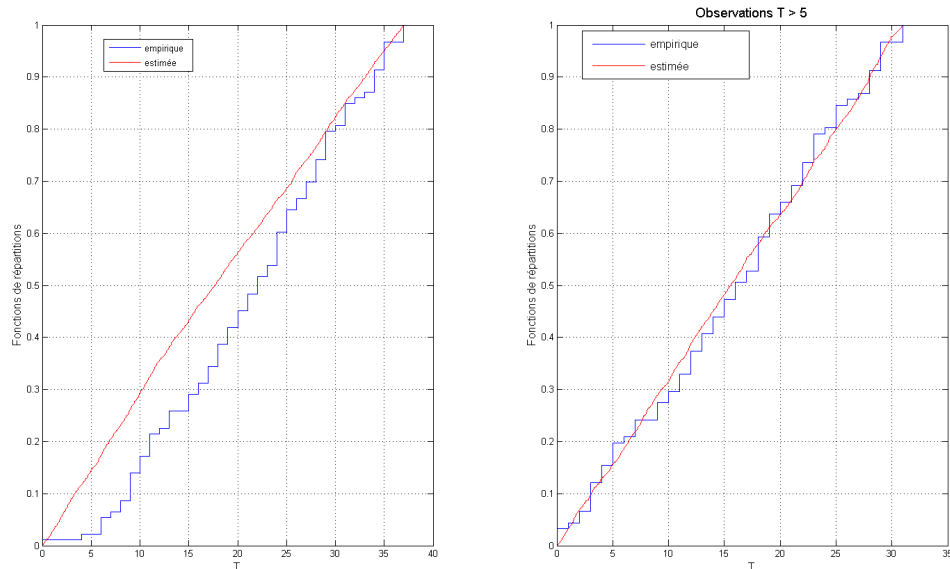 empirique
estimée
Fonctions de répartitions
1
0.9
0.8
0.7
0.6
0.5
0.4
0.3
0.2
0.1
0
0 5 10 15 20 25 30 35 40
T
Observations T > 5
empirique
estimée
Fonctions de répartitions
1
0.9
0.8
0.7
0.6
0.5
0.4
0.3
0.2
0.1
0
0 5 10 15 20 25 30 35
T